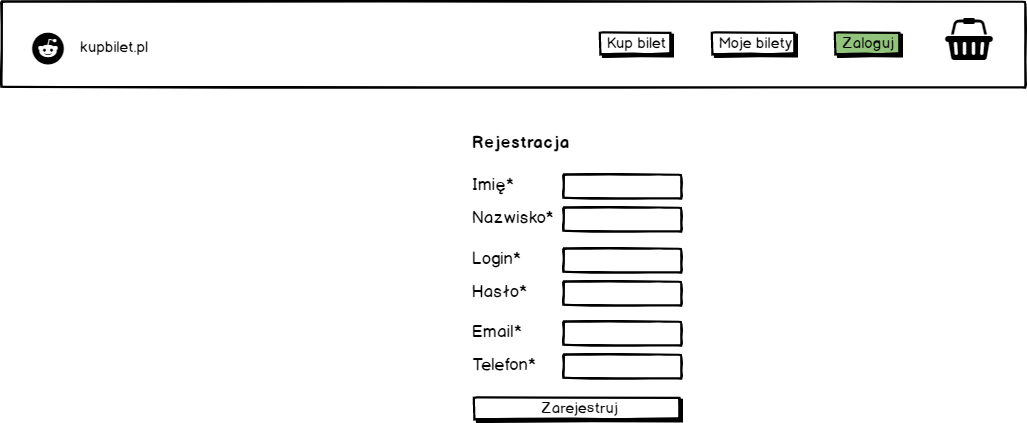 kupbilet.pl Kup bilet Moje bilety Zaloguj
Rejestracja
Imię*
Nazwisko*
Login*
Hasło*
Email*
Telefon*
Zarejestruj